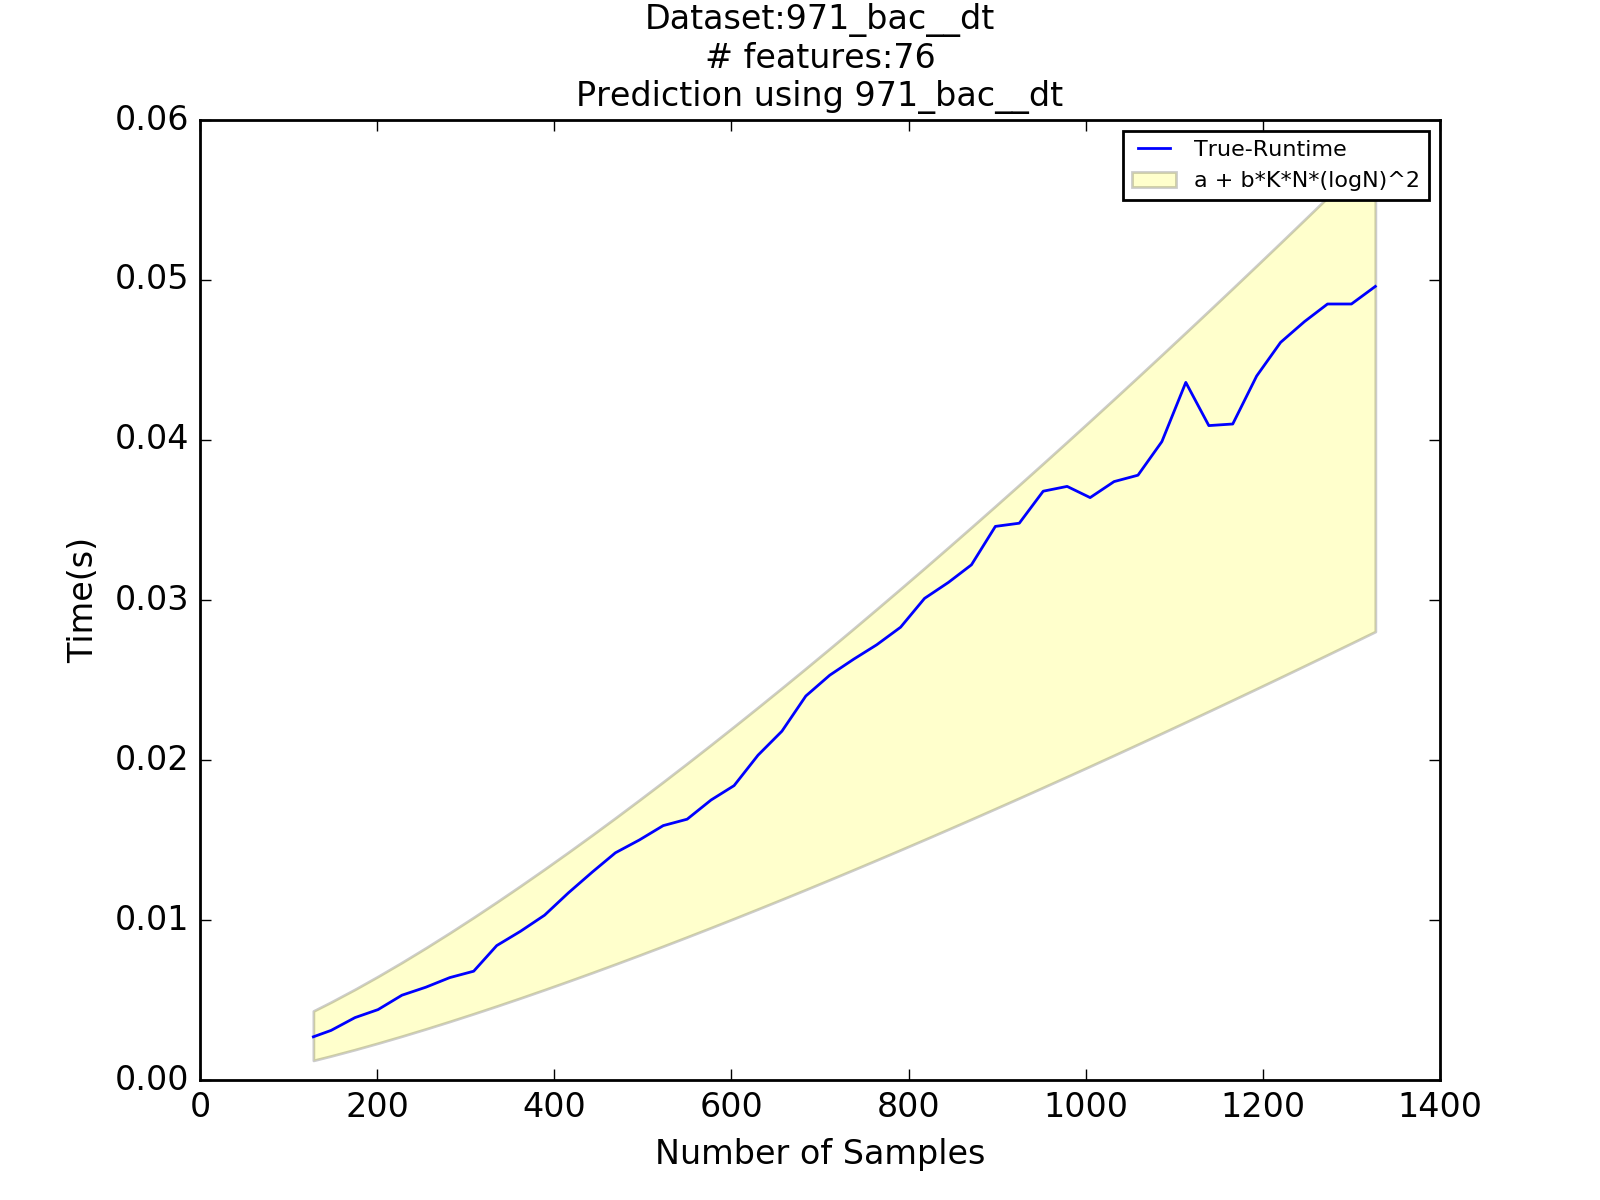 Dataset:971_bac__dt
# features:76
Prediction using 971_bac__dt
True-Runtime
a + b*K*N*(logN)^2
0.06
0.05
0.04
0.03
0.02
0.01
0.00
Time(s)
0 200 400 600 800 1000 1200 1400
Number of Samples